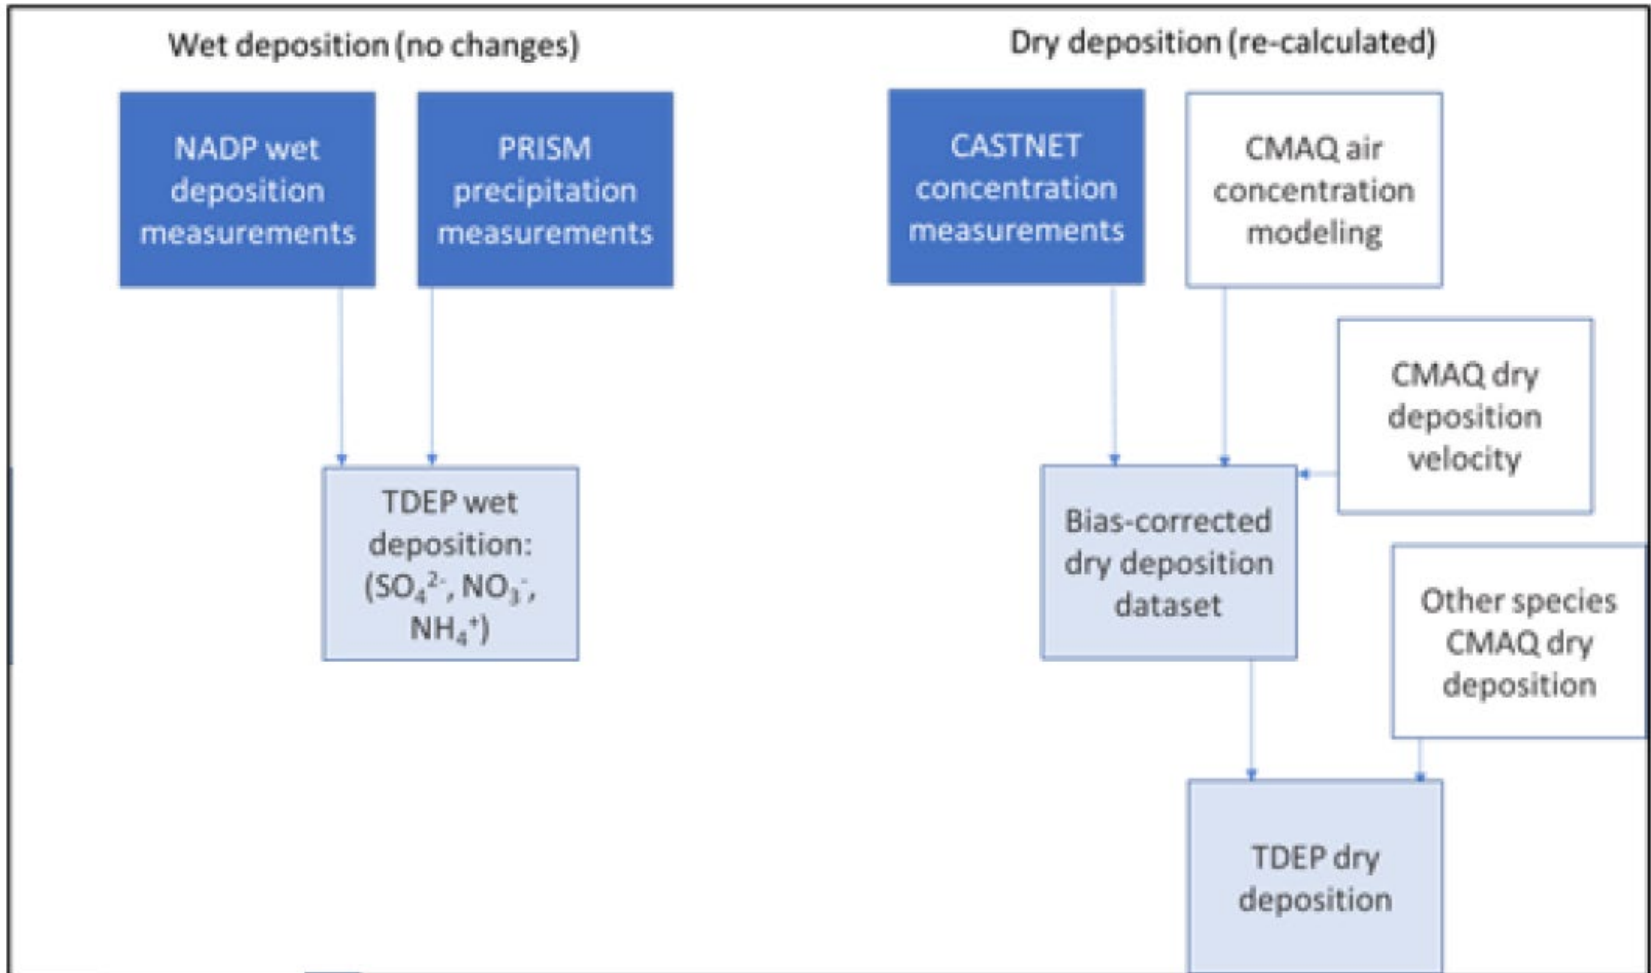 Wet deposition (no changes)
Dry deposition (re-calculated)
NADP wet
deposition
measurements
PRISM
precipitation
measurements
CASTNET
concentration
measurements
CMAQ air
concentration
modeling
CMAQ dry
deposition
velocity
TDEP wet
deposition:
(SO₄²⁻, NO₃⁻,
NH₄⁺)
Bias-corrected
dry deposition
dataset
Other species
CMAQ dry
deposition
TDEP dry
deposition